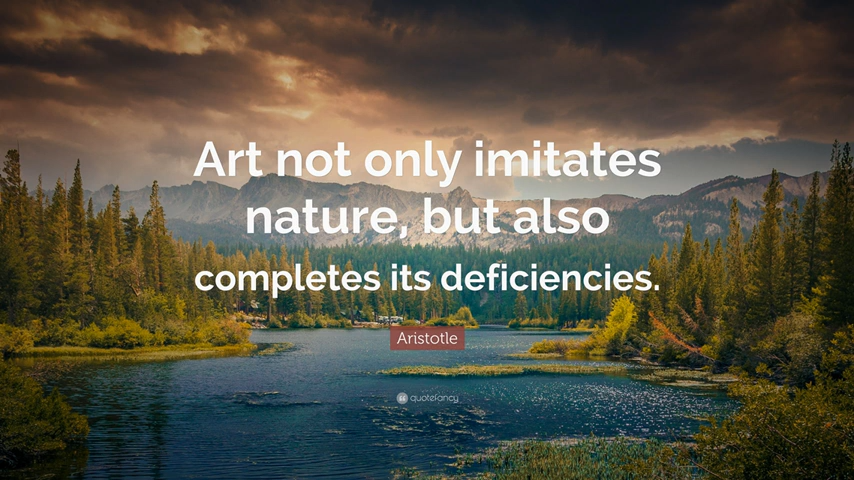 Art not only imitates
nature, but also
completes its deficiencies.
Aristotle
quotefancy